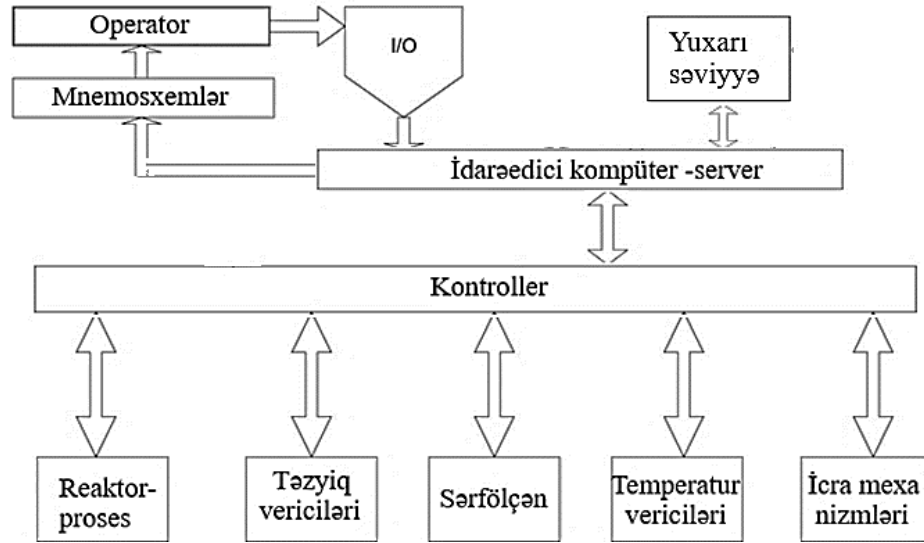 Operator
I/O
Yuxarı
səviyyə
Mnemosxemlər
İdarəedici kompüter -server
Kontroller
Reaktor-
proses
Təzyiq
vericiləri
Sərfölçən
Temperatur
vericiləri
İcra mexa
nizmləri